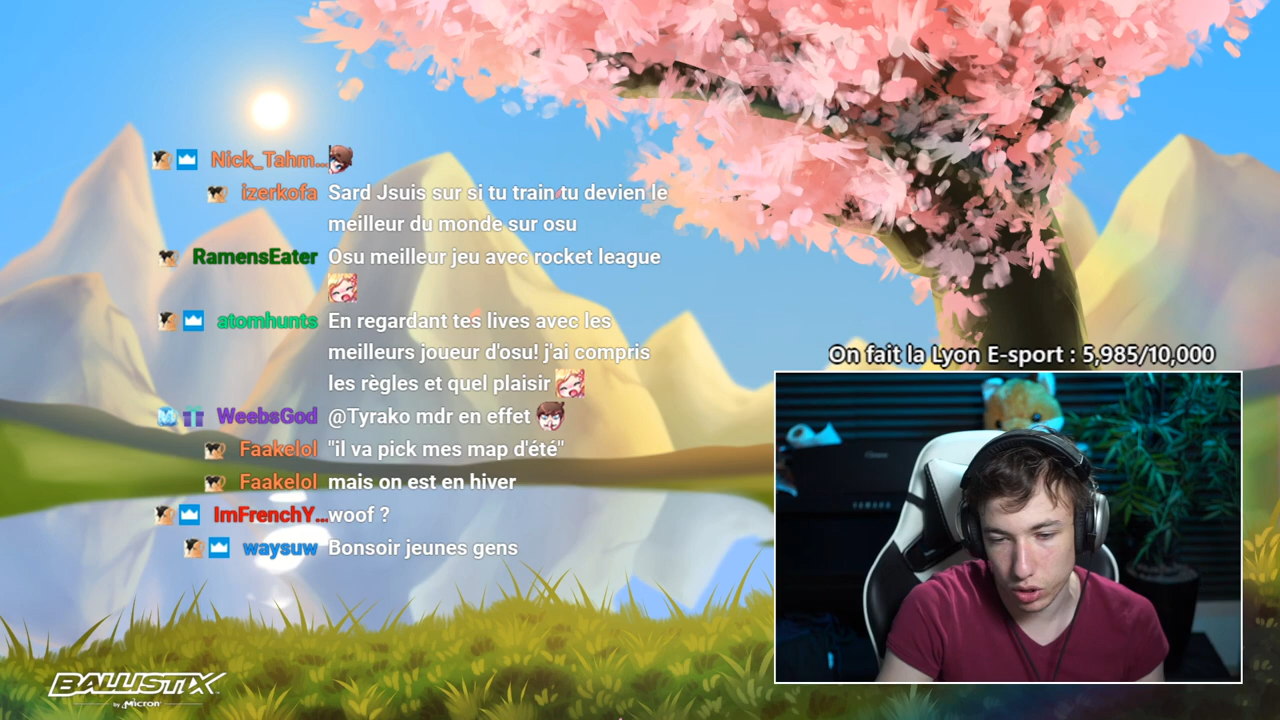 Nick_Tahm...
izerkofa Sard Jsuis sur si tu train tu devien le
meilleur du monde sur osu
RamensEater Osu meilleur jeu avec rocket league
atomhunts En regardant tes lives avec les
meilleurs joueur d'osu! j'ai compris
les règles et quel plaisir
WeebsGod @Tyrako mdr en effet
Faakelol "il va pick mes map d'été"
Faakelol mais on est en hiver
ImFrenchY... woof ?
waysuw Bonsoir jeunes gens
On fait la Lyon E-sport : 5,985/10,000
BALLISTIX
by Micron